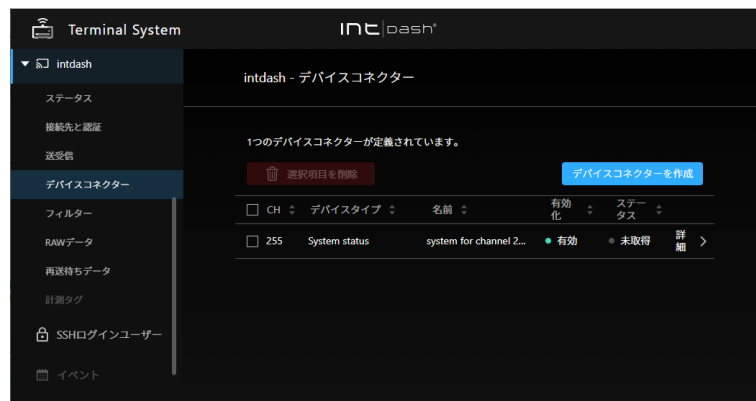 Terminal System
intdash®
intdash
ステータス
接続先と認証
送受信
デバイスコネクター
フィルター
RAWデータ
再送待ちデータ
計測タグ
SSHログインユーザー
イベント
intdash - デバイスコネクター
1つのデバイスコネクターが定義されています。
選択項目を削除
デバイスコネクターを作成
CH デバイスタイプ 名前 有効化 ステータス
255 System status system for channel 2... 有効 未取得 詳細